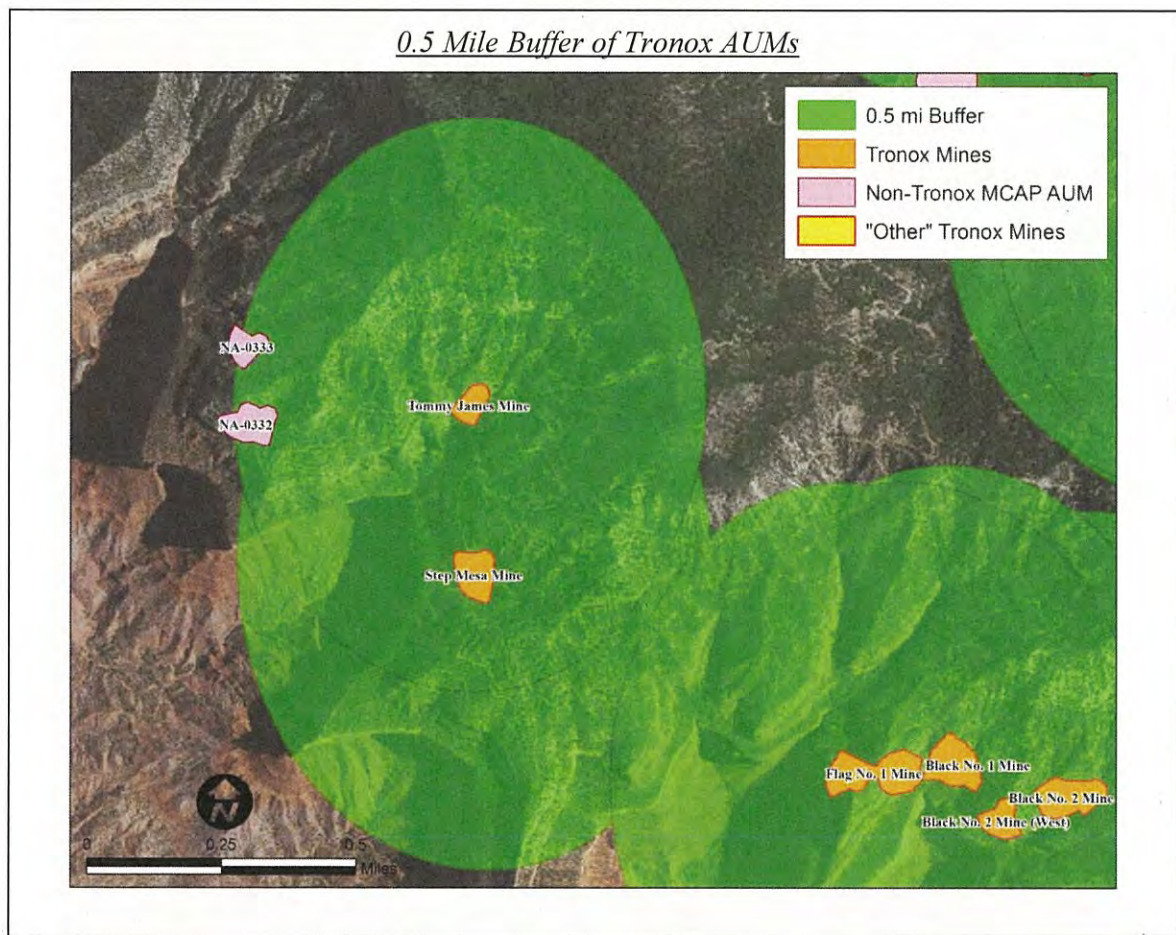 0.5 Mile Buffer of Tronox AUMs
0.5 mi Buffer
Tronox Mines
Non-Tronox MCAP AUM
"Other" Tronox Mines
NA-0333
NA-0332
Tommy James Mine
Step Mesa Mine
Flag No. 1 Mine
Black No. 1 Mine
Black No. 2 Mine
Black No. 2 Mine (West)
N
0 0.25 0.5
Miles